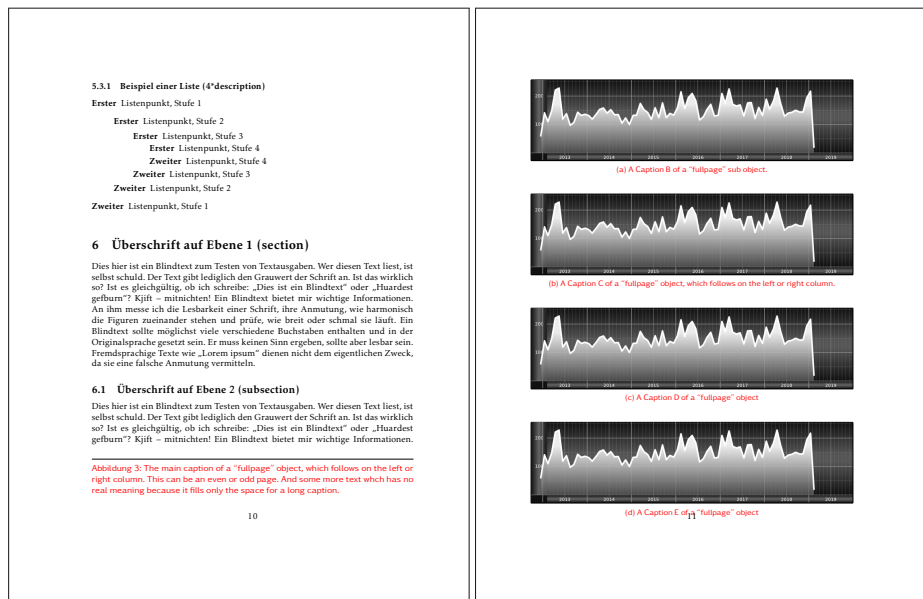 5.3.1 Beispiel einer Liste (4*description)
Erster Listenpunkt, Stufe 1
Erster Listenpunkt, Stufe 2
Erster Listenpunkt, Stufe 3
Erster Listenpunkt, Stufe 4
Zweiter Listenpunkt, Stufe 4
Zweiter Listenpunkt, Stufe 3
Zweiter Listenpunkt, Stufe 2
Zweiter Listenpunkt, Stufe 1
6 Überschrift auf Ebene 1 (section)
Dies hier ist ein Blindtext zum Testen von Textausgaben. Wer diesen Text liest, ist
selbst schuld. Der Text gibt lediglich den Grauwert der Schrift an. Ist das wirklich
so? Ist es gleichgültig, ob ich schreibe: „Dies ist ein Blindtext“ oder „Huardest
gefburn“? Kjift – mitnichten! Ein Blindtext bietet mir wichtige Informationen.
An ihm messe ich die Lesbarkeit einer Schrift, ihre Anmutung, wie harmonisch
die Figuren zueinander stehen und prüfe, wie breit oder schmal sie läuft. Ein
Blindtext sollte möglichst viele verschiedene Buchstaben enthalten und in der
Originalsprache gesetzt sein. Er muss keinen Sinn ergeben, sollte aber lesbar sein.
Fremdsprachige Texte wie „Lorem ipsum“ dienen nicht dem eigentlichen Zweck,
da sie eine falsche Anmutung vermitteln.
6.1 Überschrift auf Ebene 2 (subsection)
Dies hier ist ein Blindtext zum Testen von Textausgaben. Wer diesen Text liest, ist
selbst schuld. Der Text gibt lediglich den Grauwert der Schrift an. Ist das wirklich
so? Ist es gleichgültig, ob ich schreibe: „Dies ist ein Blindtext“ oder „Huardest
gefburn“? Kjift – mitnichten! Ein Blindtext bietet mir wichtige Informationen.
Abbildung 3: The main caption of a “fullpage” object, which follows on the left or
right column. This can be an even or odd page. And some more text whch has no
real meaning because it fills only the space for a long caption.
10
200
100
2013 2014 2015 2016 2017 2018 2019
(a) A Caption B of a “fullpage” sub object.
200
100
2013 2014 2015 2016 2017 2018 2019
(b) A Caption C of a “fullpage” object, which follows on the left or right column.
200
100
2013 2014 2015 2016 2017 2018 2019
(c) A Caption D of a “fullpage” object
200
100
2013 2014 2015 2016 2017 2018 2019
(d) A Caption E of a “fullpage” object
11